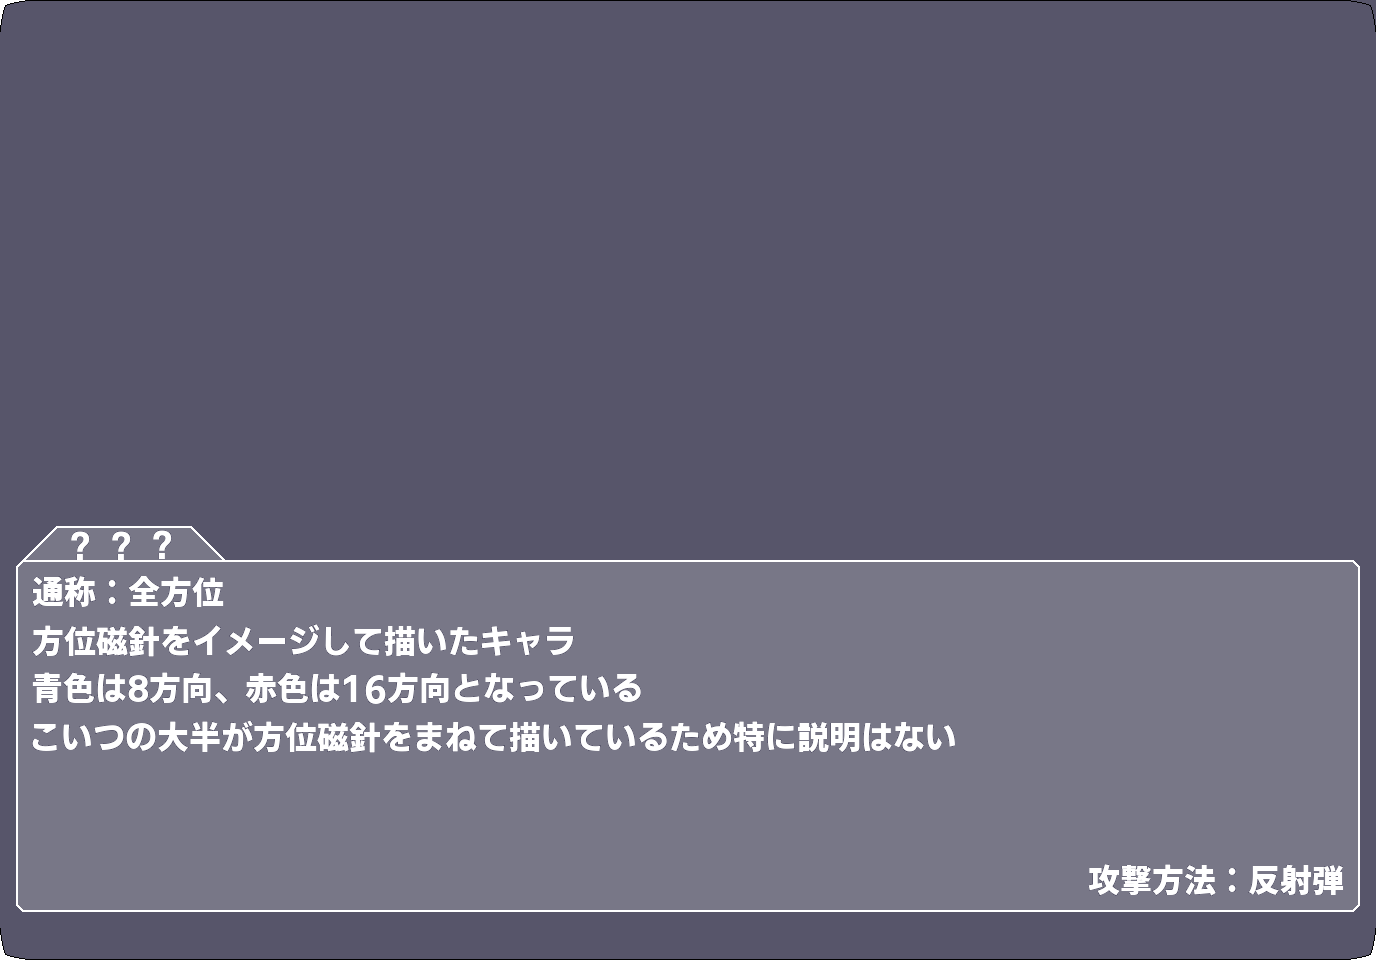 ？？？
通称：全方位
方位磁針をイメージして描いたキャラ
青色は8方向、赤色は16方向となっている
こいつの大半が方位磁針をまねて描いているため特に説明はない
攻撃方法：反射弾